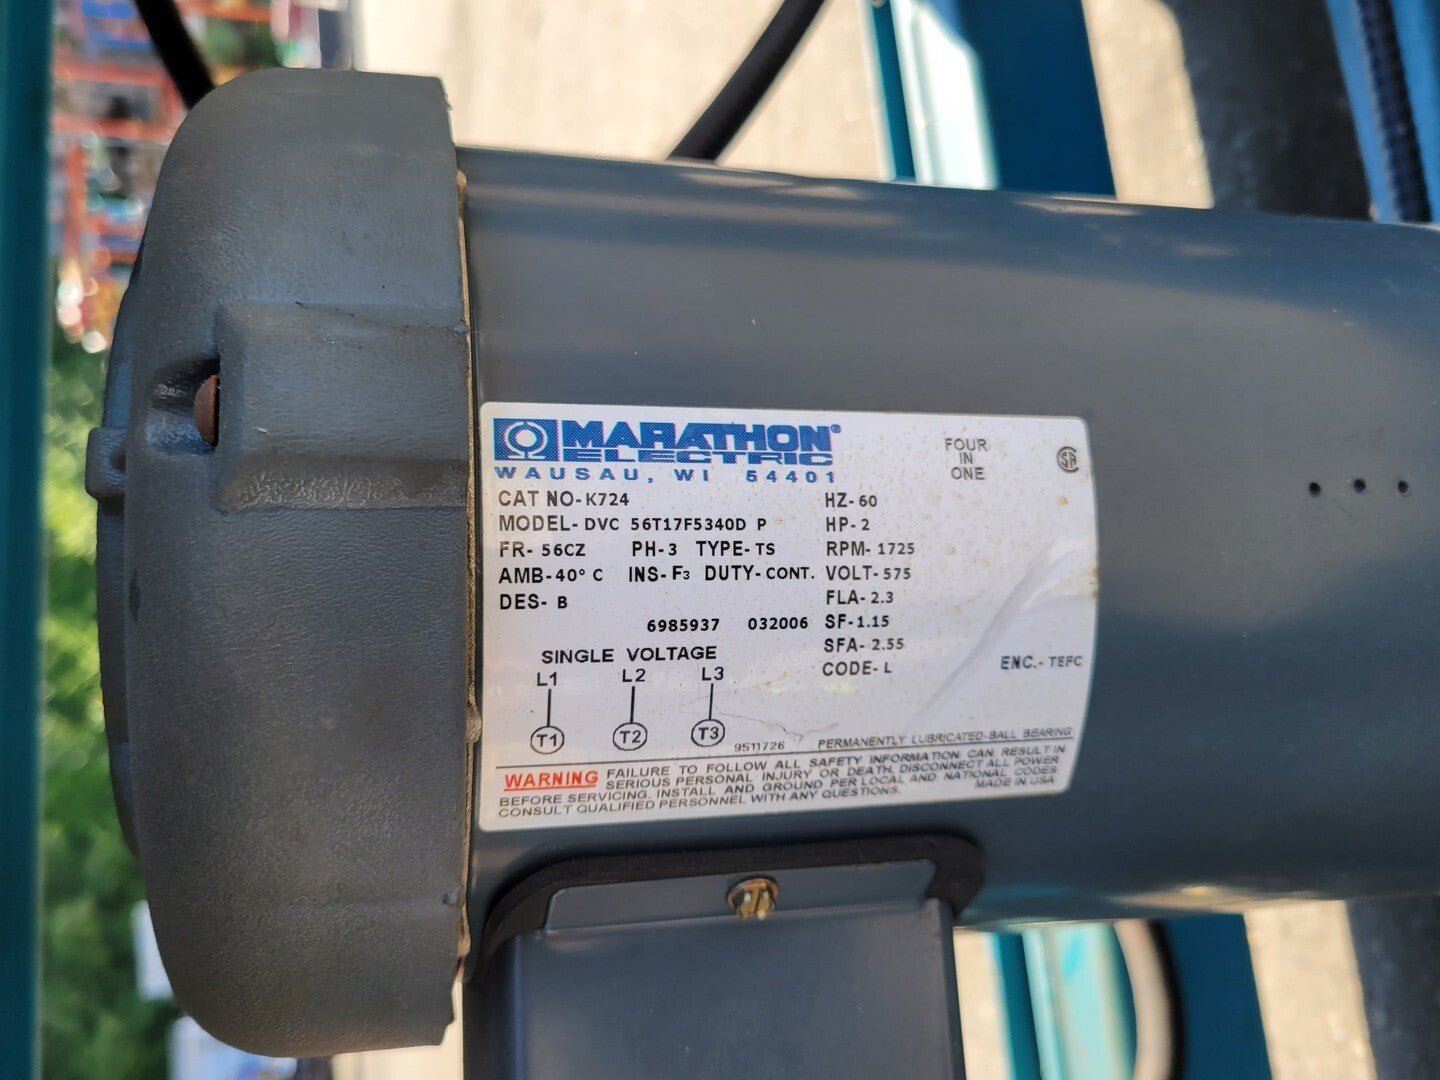 MARATHON®
ELECTRIC
WAUSAU, WI 54401
FOUR
IN
ONE
SA
CAT NO-K724
HZ-60
MODEL-DVC 56T17F5340D P
HP-2
FR-56CZ PH-3 TYPE-TS
RPM-1725
AMB-40° C INS-F3 DUTY-CONT.
VOLT-575
DES-B
FLA-2.3
6985937 032006
SF-1.15
SFA-2.55
CODE-L
ENC.-TEFC
SINGLE VOLTAGE
L1 L2 L3
T1 T2 T3
9511726 PERMANENTLY LUBRICATED-BALL BEARING
WARNING FAILURE TO FOLLOW ALL SAFETY INFORMATION CAN RESULT IN
SERIOUS PERSONAL INJURY OR DEATH. DISCONNECT ALL POWER
BEFORE SERVICING. INSTALL AND GROUND PER LOCAL AND NATIONAL CODES.
CONSULT QUALIFIED PERSONNEL WITH ANY QUESTIONS.
MADE IN USA